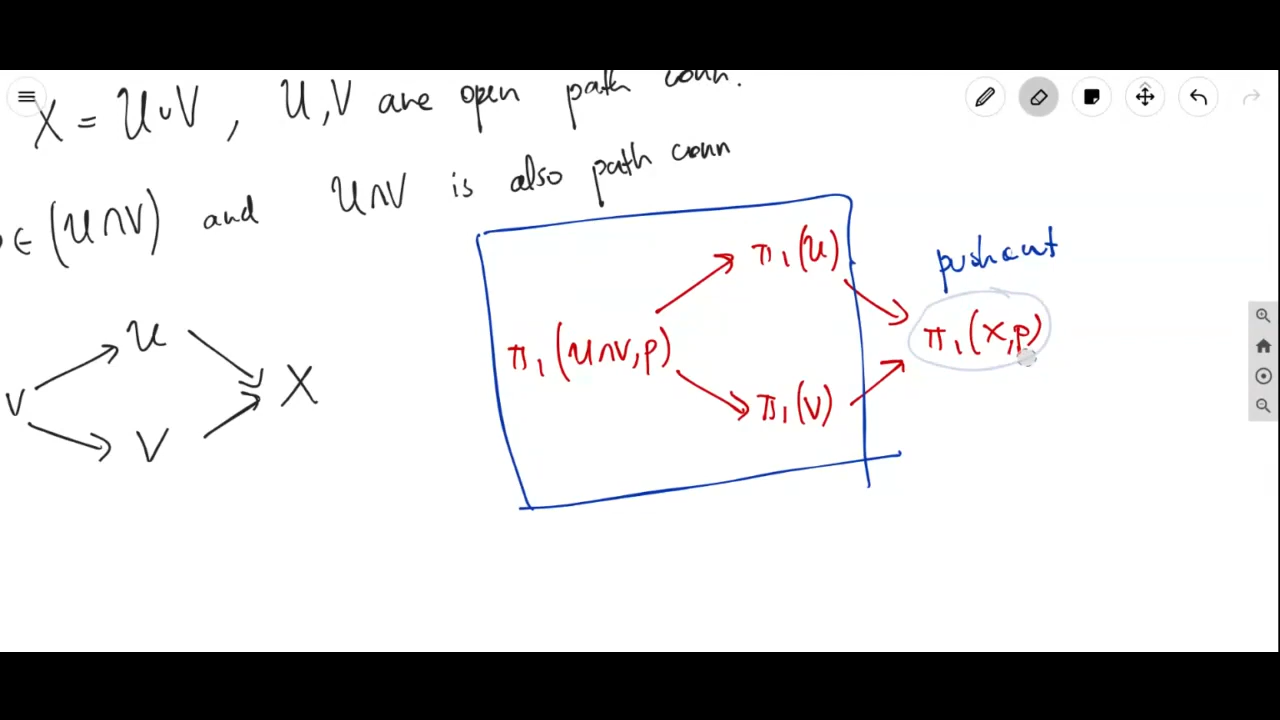 X = U∪V, U,V are open path conn.
p ∈ (U∩V) and U∩V is also path conn
pushout
π₁(U)
π₁(U∩V,p)
π₁(X,p)
π₁(V)
U
V
X
V